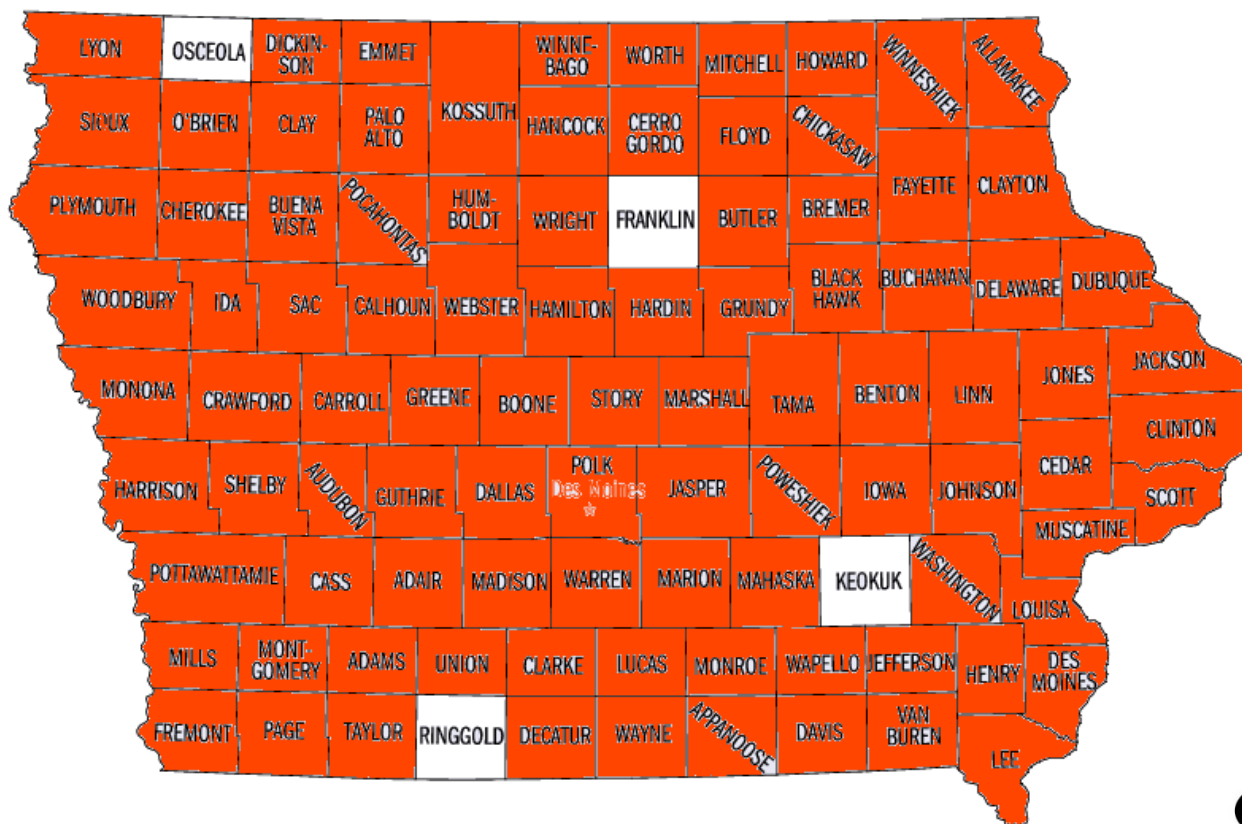 LYON
OSCEOLA
DICKIN-
SON
EMMET
WINNE-
BAGO
WORTH
MITCHELL
HOWARD
WINNESHIEK
ALLAMAKEE
SIOUX
O'BRIEN
CLAY
PALO
ALTO
KOSSUTH
HANCOCK
CERRO
GORDO
FLOYD
CHICKASAW
FAYETTE
CLAYTON
PLYMOUTH
CHEROKEE
BUENA
VISTA
POCAHONTAS
HUM-
BOLDT
WRIGHT
FRANKLIN
BUTLER
BREMER
WOODBURY
IDA
SAC
CALHOUN
WEBSTER
HAMILTON
HARDIN
GRUNDY
BLACK
HAWK
BUCHANAN
DELAWARE
DUBUQUE
MONONA
CRAWFORD
CARROLL
GREENE
BOONE
STORY
MARSHALL
TAMA
BENTON
LINN
JONES
JACKSON
CLINTON
HARRISON
SHELBY
AUDUBON
GUTHRIE
DALLAS
POLK
Des Moines
JASPER
POWESHIEK
IOWA
JOHNSON
CEDAR
SCOTT
MUSCATINE
POTTAWATTAMIE
CASS
ADAIR
MADISON
WARREN
MARION
MAHASKA
KEOKUK
WASHINGTON
LOUISA
MILLS
MONT-
GOMERY
ADAMS
UNION
CLARKE
LUCAS
MONROE
WAPELLO
JEFFERSON
HENRY
DES
MOINES
FREMONT
PAGE
TAYLOR
RINGGOLD
DECATUR
WAYNE
APPANOOSE
DAVIS
VAN
BUREN
LEE